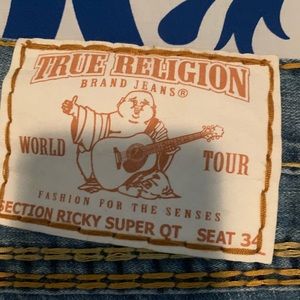 TRUE RELIGION
BRAND JEANS®
WORLD TOUR
FASHION FOR THE SENSES
SECTION RICKY SUPER QT SEAT 34